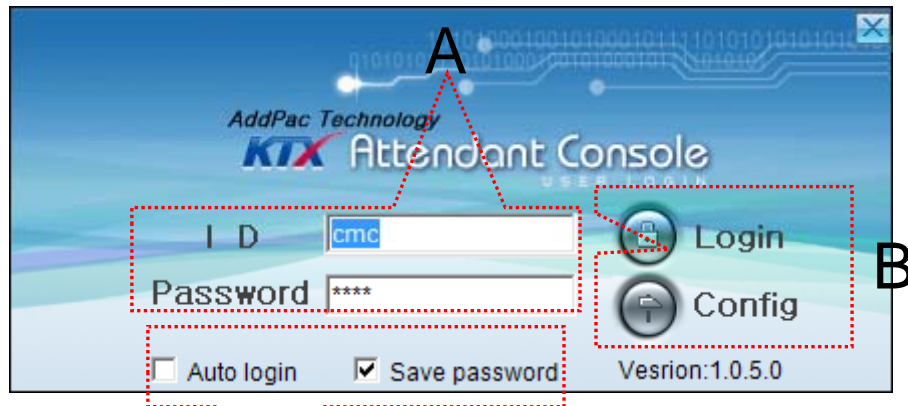 A
AddPac Technology
KTX Attendant Console
USER LOGIN
I D cmc
Login
B
Password ****
Config
Auto login
Save password
Vesrion:1.0.5.0